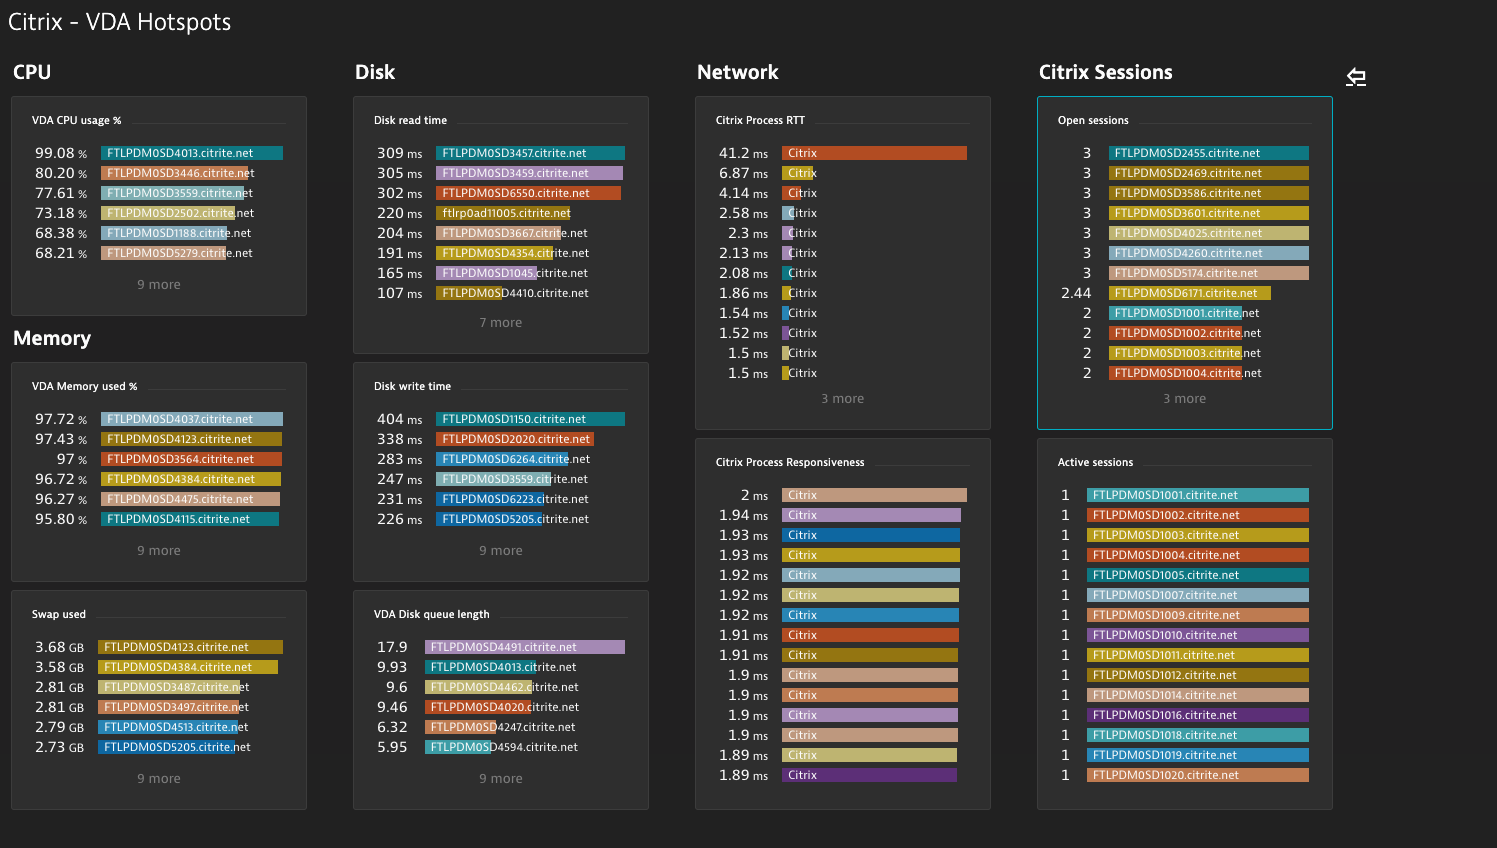 Citrix - VDA Hotspots
CPU
VDA CPU usage %
99.08 % FTLPDM0SD4013.citrite.net
80.20 % FTLPDM0SD3446.citrite.net
77.61 % FTLPDM0SD3559.citrite.net
73.18 % FTLPDM0SD2502.citrite.net
68.38 % FTLPDM0SD1188.citrite.net
68.21 % FTLPDM0SD5279.citrite.net
9 more
Memory
VDA Memory used %
97.72 % FTLPDM0SD4037.citrite.net
97.43 % FTLPDM0SD4123.citrite.net
97 % FTLPDM0SD3564.citrite.net
96.72 % FTLPDM0SD4384.citrite.net
96.27 % FTLPDM0SD4475.citrite.net
95.80 % FTLPDM0SD4115.citrite.net
9 more
Swap used
3.68 GB FTLPDM0SD4123.citrite.net
3.58 GB FTLPDM0SD4384.citrite.net
2.81 GB FTLPDM0SD3487.citrite.net
2.81 GB FTLPDM0SD3497.citrite.net
2.79 GB FTLPDM0SD4513.citrite.net
2.73 GB FTLPDM0SD5205.citrite.net
9 more
Disk
Disk read time
309 ms FTLPDM0SD3457.citrite.net
305 ms FTLPDM0SD3459.citrite.net
302 ms FTLPDM0SD6550.citrite.net
220 ms ftlrp0ad11005.citrite.net
204 ms FTLPDM0SD3667.citrite.net
191 ms FTLPDM0SD4354.citrite.net
165 ms FTLPDM0SD1045.citrite.net
107 ms FTLPDM0SD4410.citrite.net
7 more
Disk write time
404 ms FTLPDM0SD1150.citrite.net
338 ms FTLPDM0SD2020.citrite.net
283 ms FTLPDM0SD6264.citrite.net
247 ms FTLPDM0SD3559.citrite.net
231 ms FTLPDM0SD6223.citrite.net
226 ms FTLPDM0SD5205.citrite.net
9 more
VDA Disk queue length
17.9 FTLPDM0SD4491.citrite.net
9.93 FTLPDM0SD4013.citrite.net
9.6 FTLPDM0SD4462.citrite.net
9.46 FTLPDM0SD4020.citrite.net
6.32 FTLPDM0SD4247.citrite.net
5.95 FTLPDM0SD4594.citrite.net
9 more
Network
Citrix Process RTT
41.2 ms Citrix
6.87 ms Citrix
4.14 ms Citrix
2.58 ms Citrix
2.3 ms Citrix
2.13 ms Citrix
2.08 ms Citrix
1.86 ms Citrix
1.54 ms Citrix
1.52 ms Citrix
1.5 ms Citrix
1.5 ms Citrix
3 more
Citrix Process Responsiveness
2 ms Citrix
1.94 ms Citrix
1.93 ms Citrix
1.93 ms Citrix
1.92 ms Citrix
1.92 ms Citrix
1.92 ms Citrix
1.91 ms Citrix
1.91 ms Citrix
1.9 ms Citrix
1.9 ms Citrix
1.9 ms Citrix
1.9 ms Citrix
1.89 ms Citrix
1.89 ms Citrix
Citrix Sessions
Open sessions
3 FTLPDM0SD2455.citrite.net
3 FTLPDM0SD2469.citrite.net
3 FTLPDM0SD3586.citrite.net
3 FTLPDM0SD3601.citrite.net
3 FTLPDM0SD4025.citrite.net
3 FTLPDM0SD4260.citrite.net
3 FTLPDM0SD5174.citrite.net
2.44 FTLPDM0SD6171.citrite.net
2 FTLPDM0SD1001.citrite.net
2 FTLPDM0SD1002.citrite.net
2 FTLPDM0SD1003.citrite.net
2 FTLPDM0SD1004.citrite.net
3 more
Active sessions
1 FTLPDM0SD1001.citrite.net
1 FTLPDM0SD1002.citrite.net
1 FTLPDM0SD1003.citrite.net
1 FTLPDM0SD1004.citrite.net
1 FTLPDM0SD1005.citrite.net
1 FTLPDM0SD1007.citrite.net
1 FTLPDM0SD1009.citrite.net
1 FTLPDM0SD1010.citrite.net
1 FTLPDM0SD1011.citrite.net
1 FTLPDM0SD1012.citrite.net
1 FTLPDM0SD1014.citrite.net
1 FTLPDM0SD1016.citrite.net
1 FTLPDM0SD1018.citrite.net
1 FTLPDM0SD1019.citrite.net
1 FTLPDM0SD1020.citrite.net